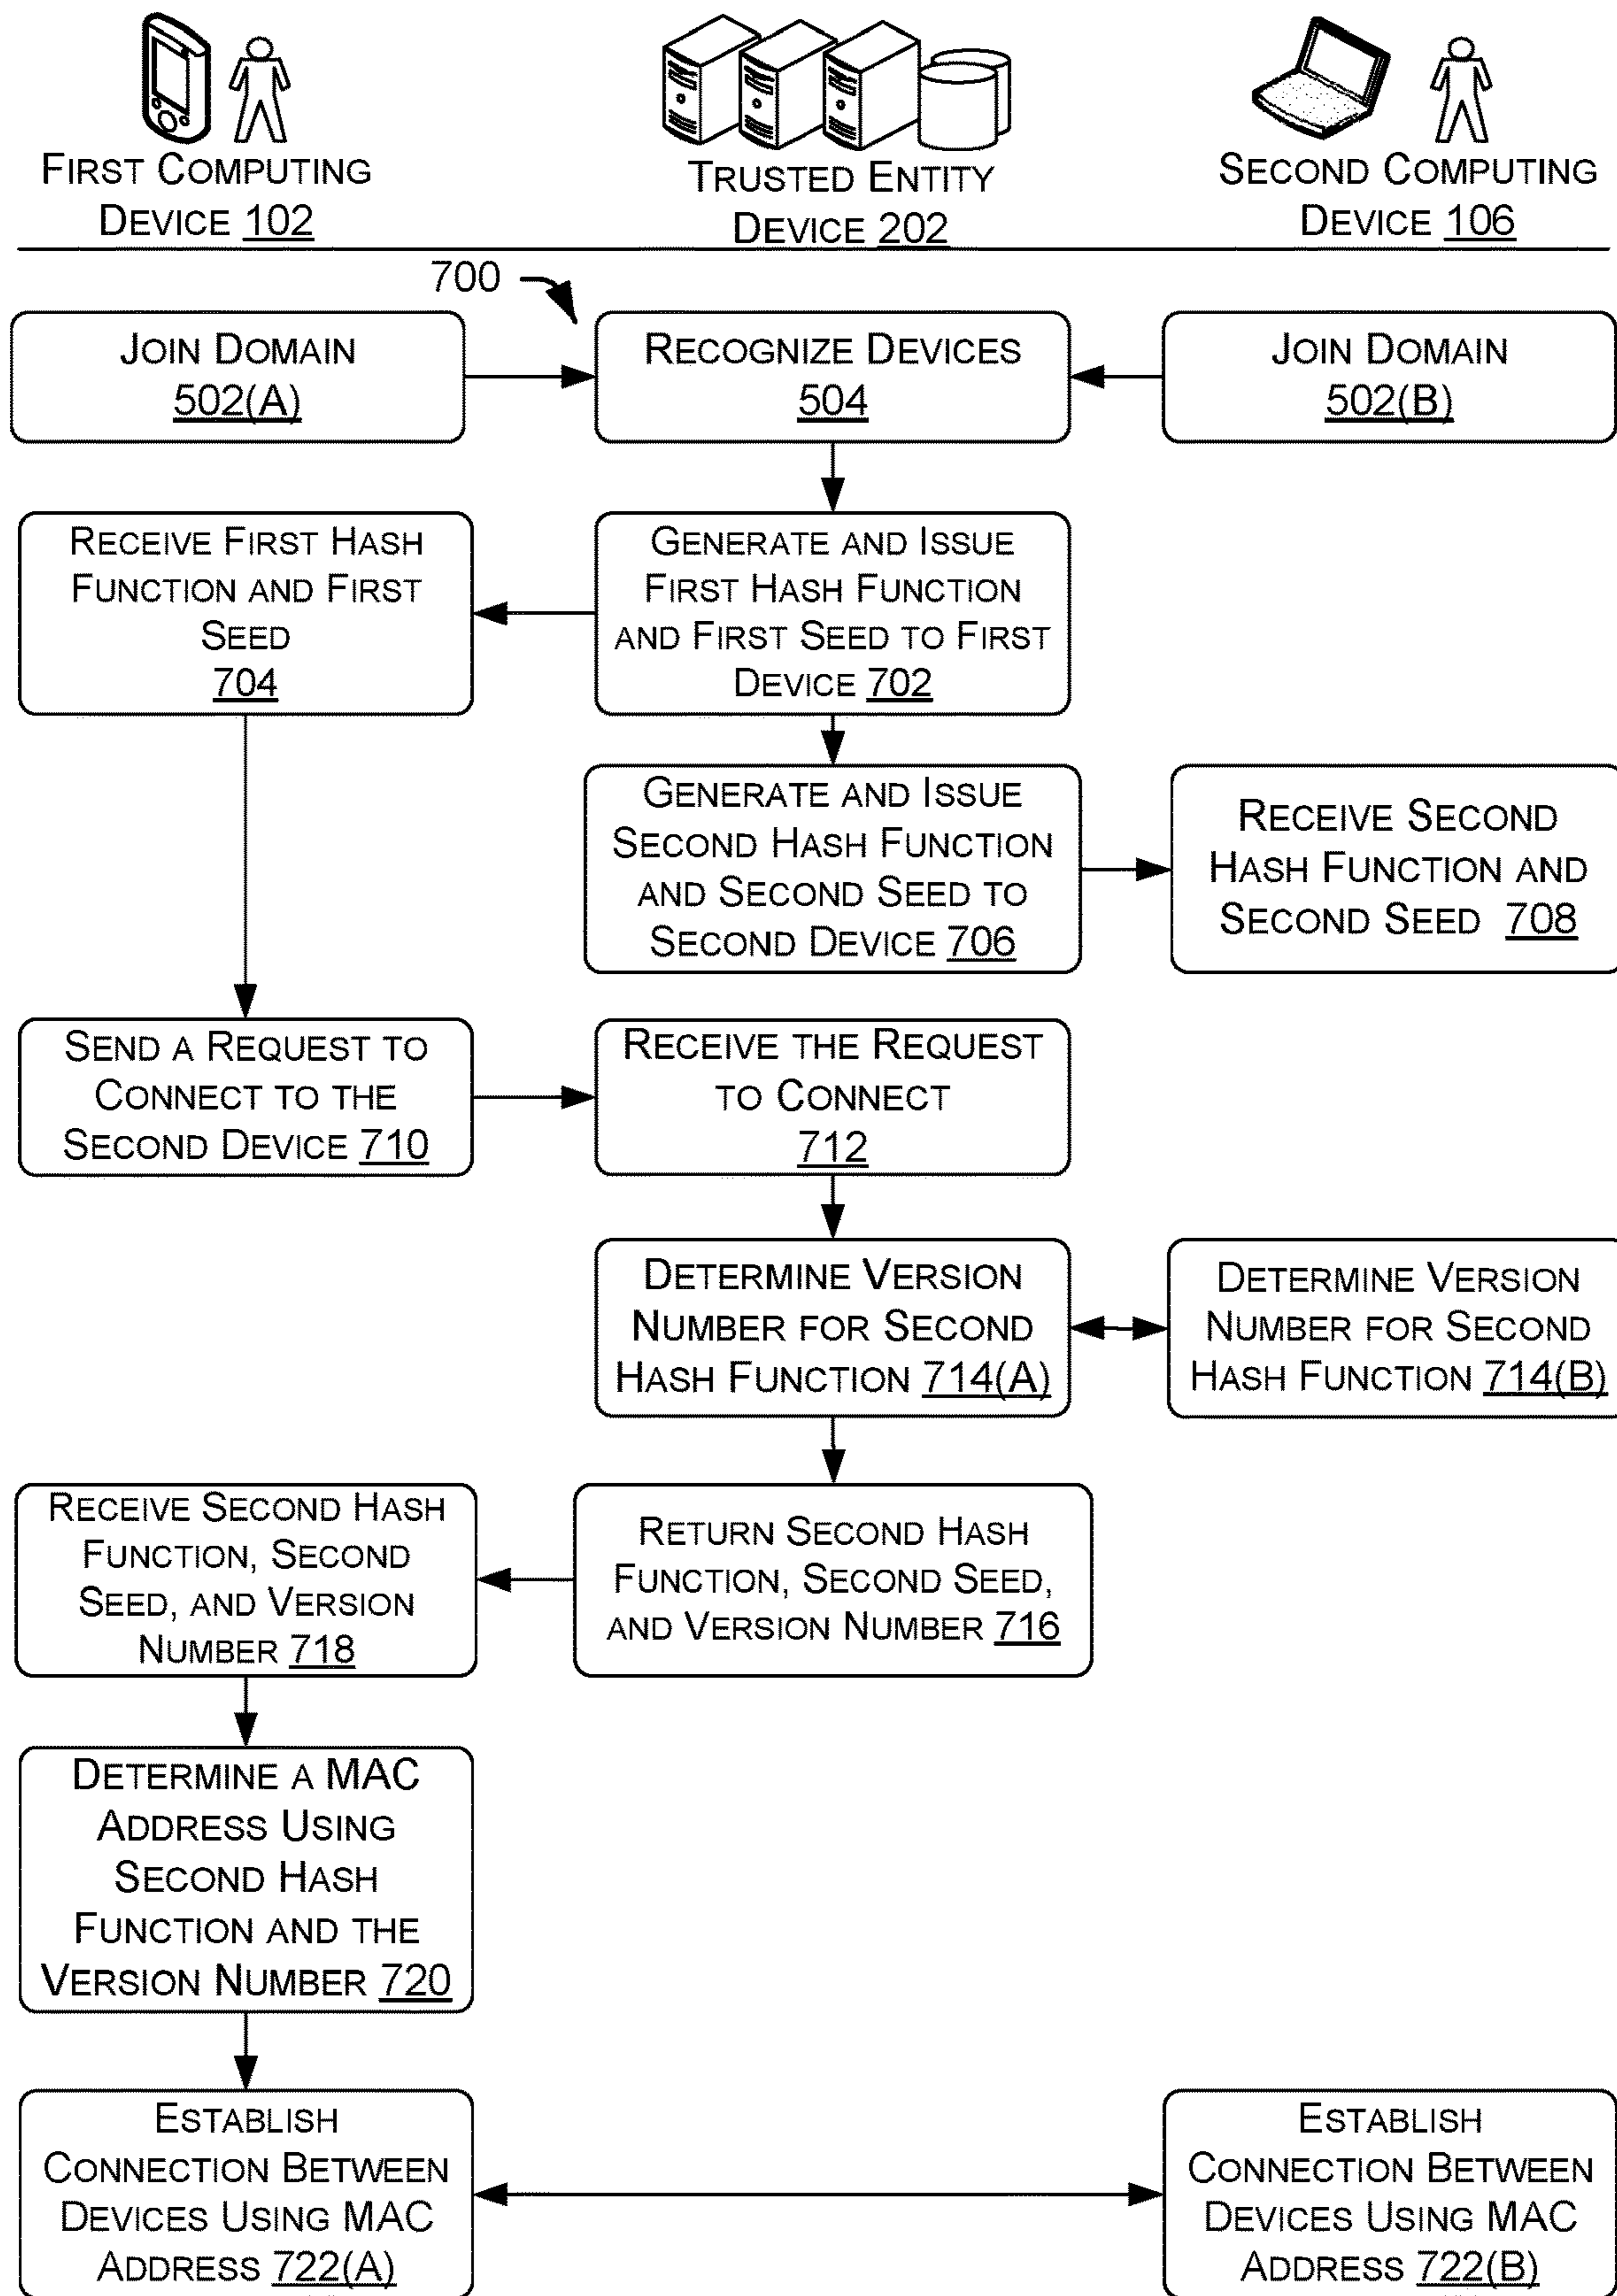 FIRST COMPUTING
DEVICE 102
TRUSTED ENTITY
DEVICE 202
SECOND COMPUTING
DEVICE 106
700
JOIN DOMAIN
502(A)
RECOGNIZE DEVICES
504
JOIN DOMAIN
502(B)
RECEIVE FIRST HASH
FUNCTION AND FIRST
SEED
704
GENERATE AND ISSUE
FIRST HASH FUNCTION
AND FIRST SEED TO FIRST
DEVICE 702
GENERATE AND ISSUE
SECOND HASH FUNCTION
AND SECOND SEED TO
SECOND DEVICE 706
RECEIVE SECOND
HASH FUNCTION AND
SECOND SEED 708
SEND A REQUEST TO
CONNECT TO THE
SECOND DEVICE 710
RECEIVE THE REQUEST
TO CONNECT
712
DETERMINE VERSION
NUMBER FOR SECOND
HASH FUNCTION 714(A)
DETERMINE VERSION
NUMBER FOR SECOND
HASH FUNCTION 714(B)
RECEIVE SECOND HASH
FUNCTION, SECOND
SEED, AND VERSION
NUMBER 718
RETURN SECOND HASH
FUNCTION, SECOND SEED,
AND VERSION NUMBER 716
DETERMINE A MAC
ADDRESS USING
SECOND HASH
FUNCTION AND THE
VERSION NUMBER 720
ESTABLISH
CONNECTION BETWEEN
DEVICES USING MAC
ADDRESS 722(A)
ESTABLISH
CONNECTION BETWEEN
DEVICES USING MAC
ADDRESS 722(B)